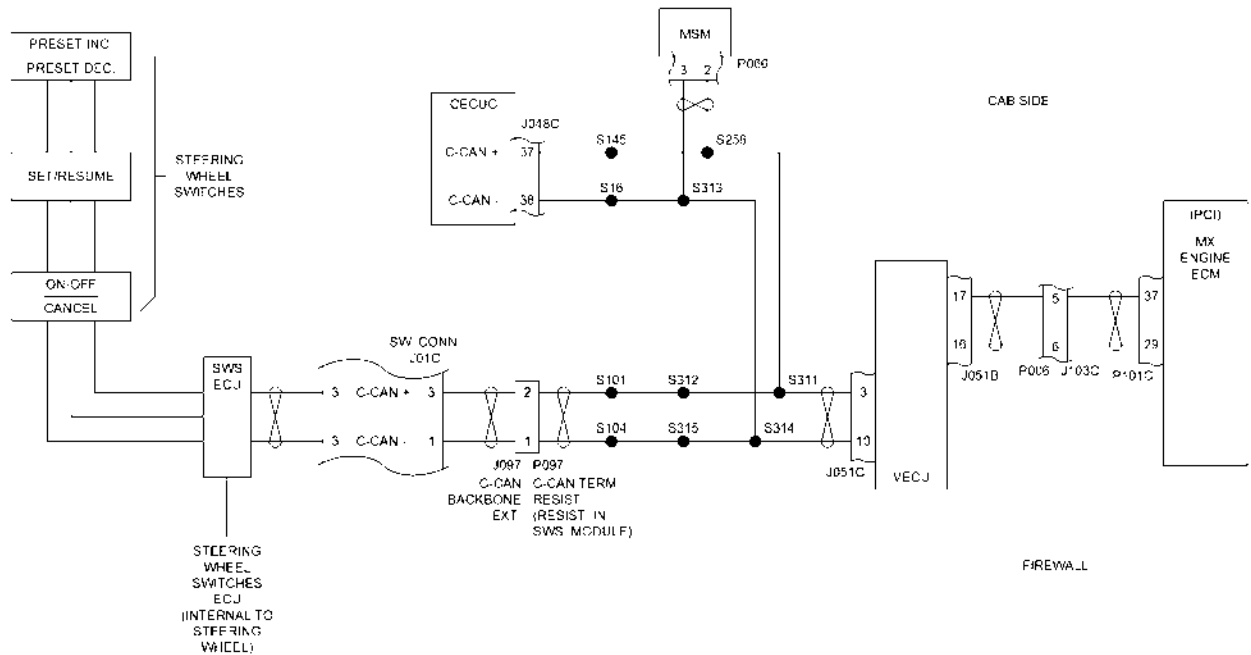 PRESET INC
PRESET DEC.
SET/RESUME
ON-OFF
CANCEL
STEERING
WHEEL
SWITCHES
MSM
3 2
CECUC
J048C
C-CAN + 37
C-CAN - 38
S145
S256
S16
S313
CAB SIDE
(PCI)
MX
ENGINE
ECM
17
16
J051B
5
6
P006
J103C
37
29
P101C
SWS
ECU
SW CONN
J01C
3 C-CAN + 3
3 C-CAN - 1
2
1
S101
S312
S311
S104
S315
S314
3
13
J051C
VECU
J097 P097
C-CAN C-CAN TERM
BACKBONE RESIST
EXT (RESIST IN
SWS MODULE)
STEERING
WHEEL
SWITCHES
ECU
(INTERNAL TO
STEERING
WHEEL)
FIREWALL